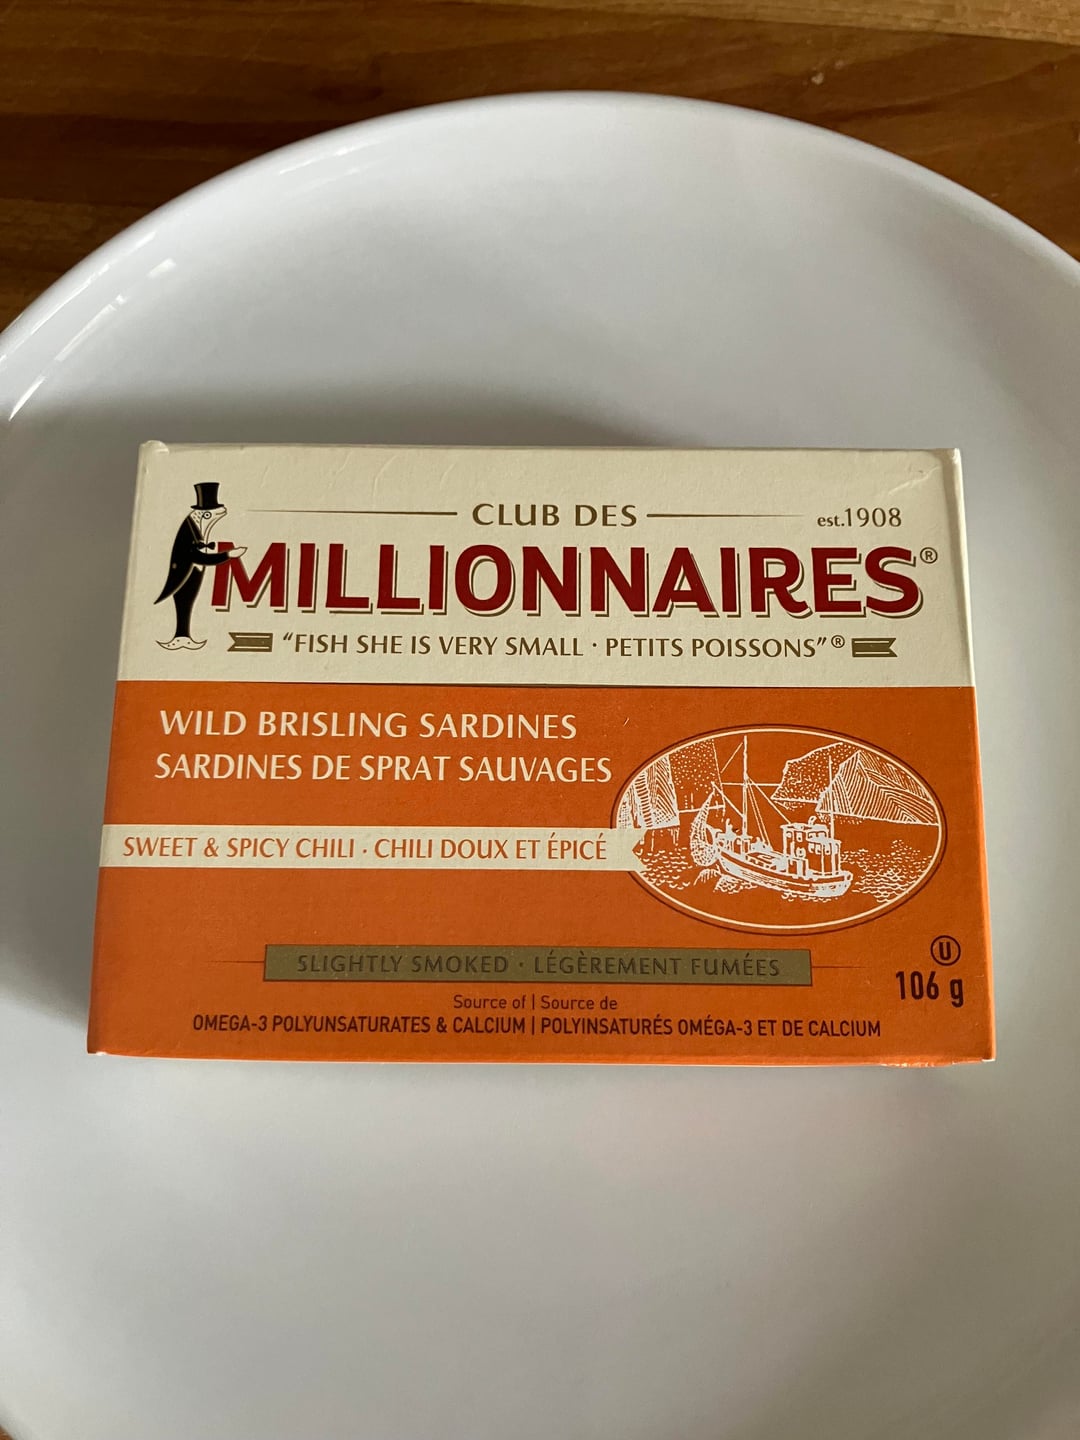 CLUB DES
est.1908
MILLIONNAIRES®
"FISH SHE IS VERY SMALL · PETITS POISSONS"®
WILD BRISLING SARDINES
SARDINES DE SPRAT SAUVAGES
SWEET & SPICY CHILI · CHILI DOUX ET ÉPICÉ
SLIGHTLY SMOKED · LÉGÈREMENT FUMÉES
U
106 g
Source of | Source de
OMEGA-3 POLYUNSATURATES & CALCIUM | POLYINSATURÉS OMÉGA-3 ET DE CALCIUM